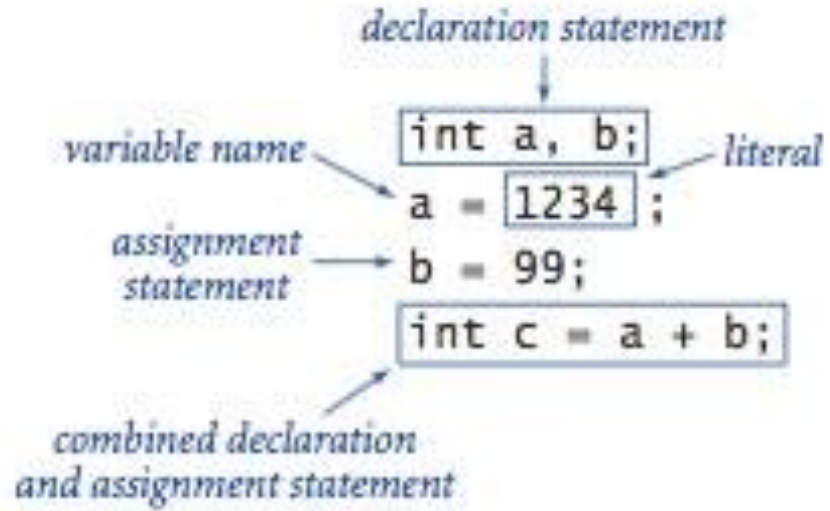 declaration statement
int a, b;
variable name
literal
a = 1234 ;
assignment
statement
b = 99;
int c = a + b;
combined declaration
and assignment statement